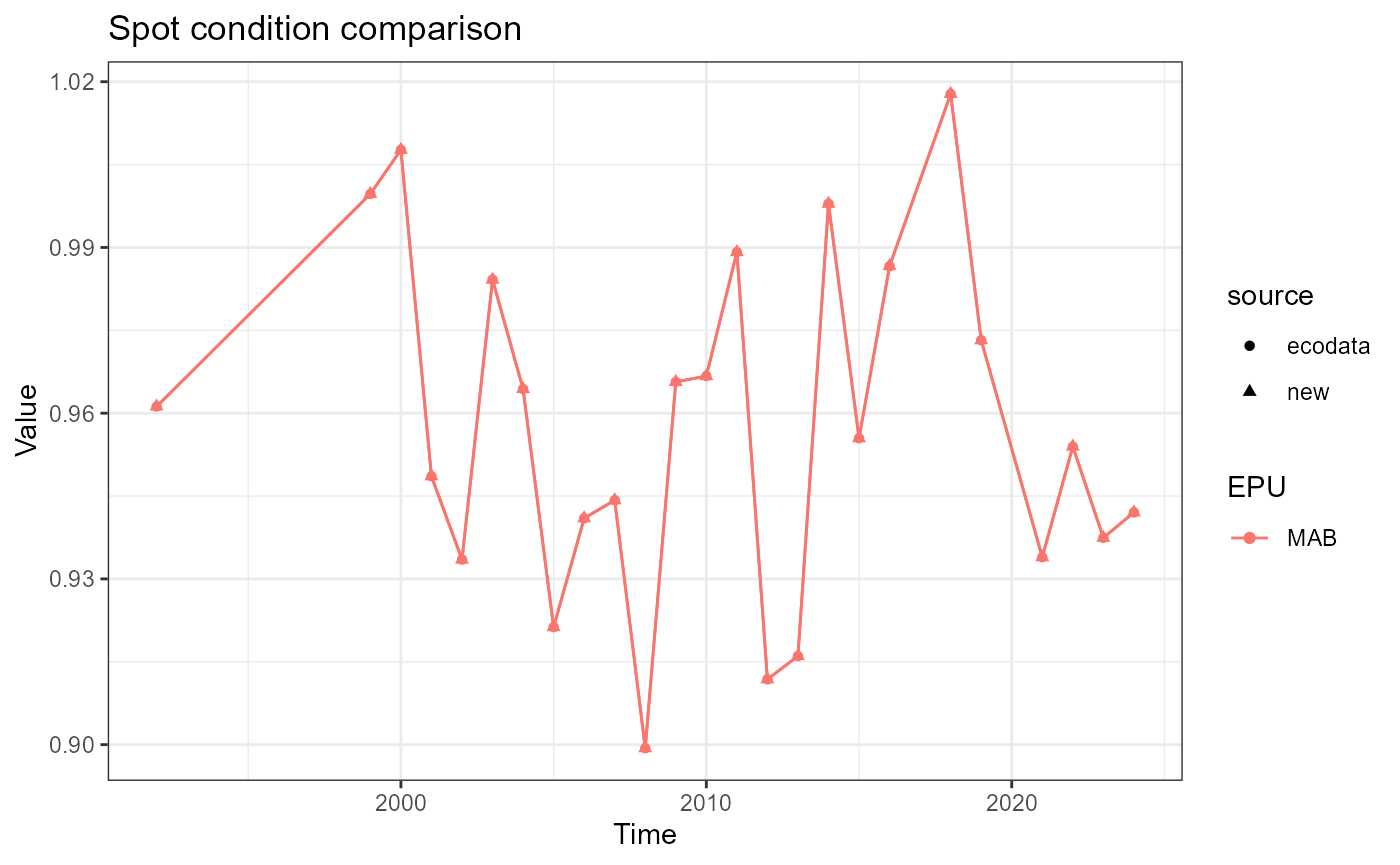 Spot condition comparison
1.02
0.99
0.96
0.93
0.90
Value
2000
2010
2020
Time
source
ecodata
new
EPU
MAB